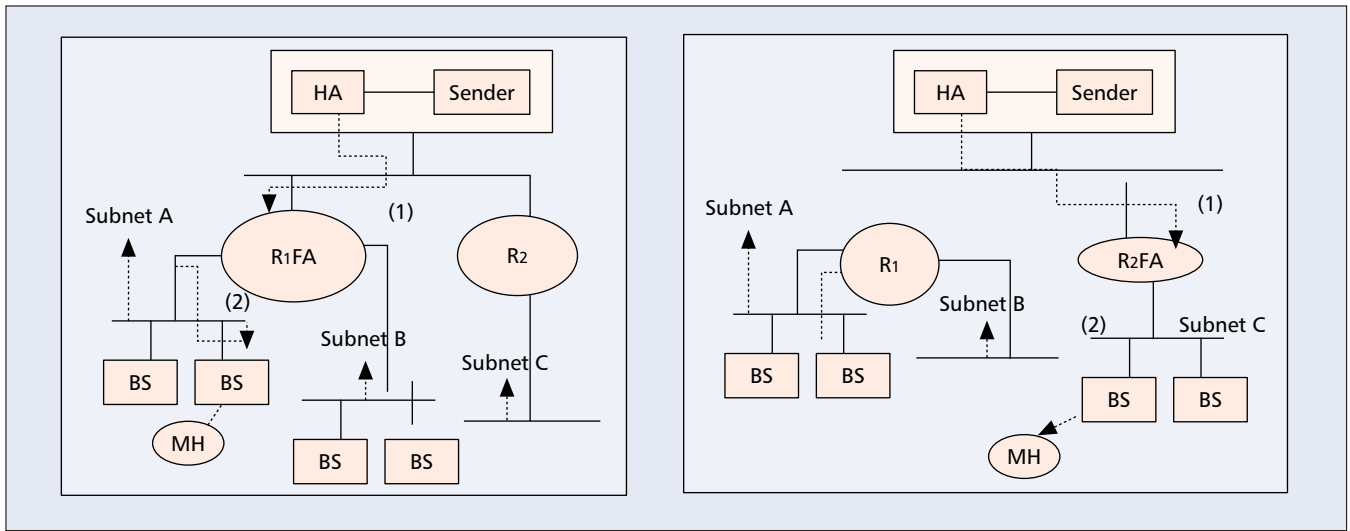 HA
Sender
(1)
Subnet A
R1FA
R2
(2)
Subnet B
Subnet C
BS
BS
MH
BS
BS
HA
Sender
Subnet A
(1)
R1
R2FA
Subnet B
(2)
Subnet C
BS
BS
BS
BS
MH